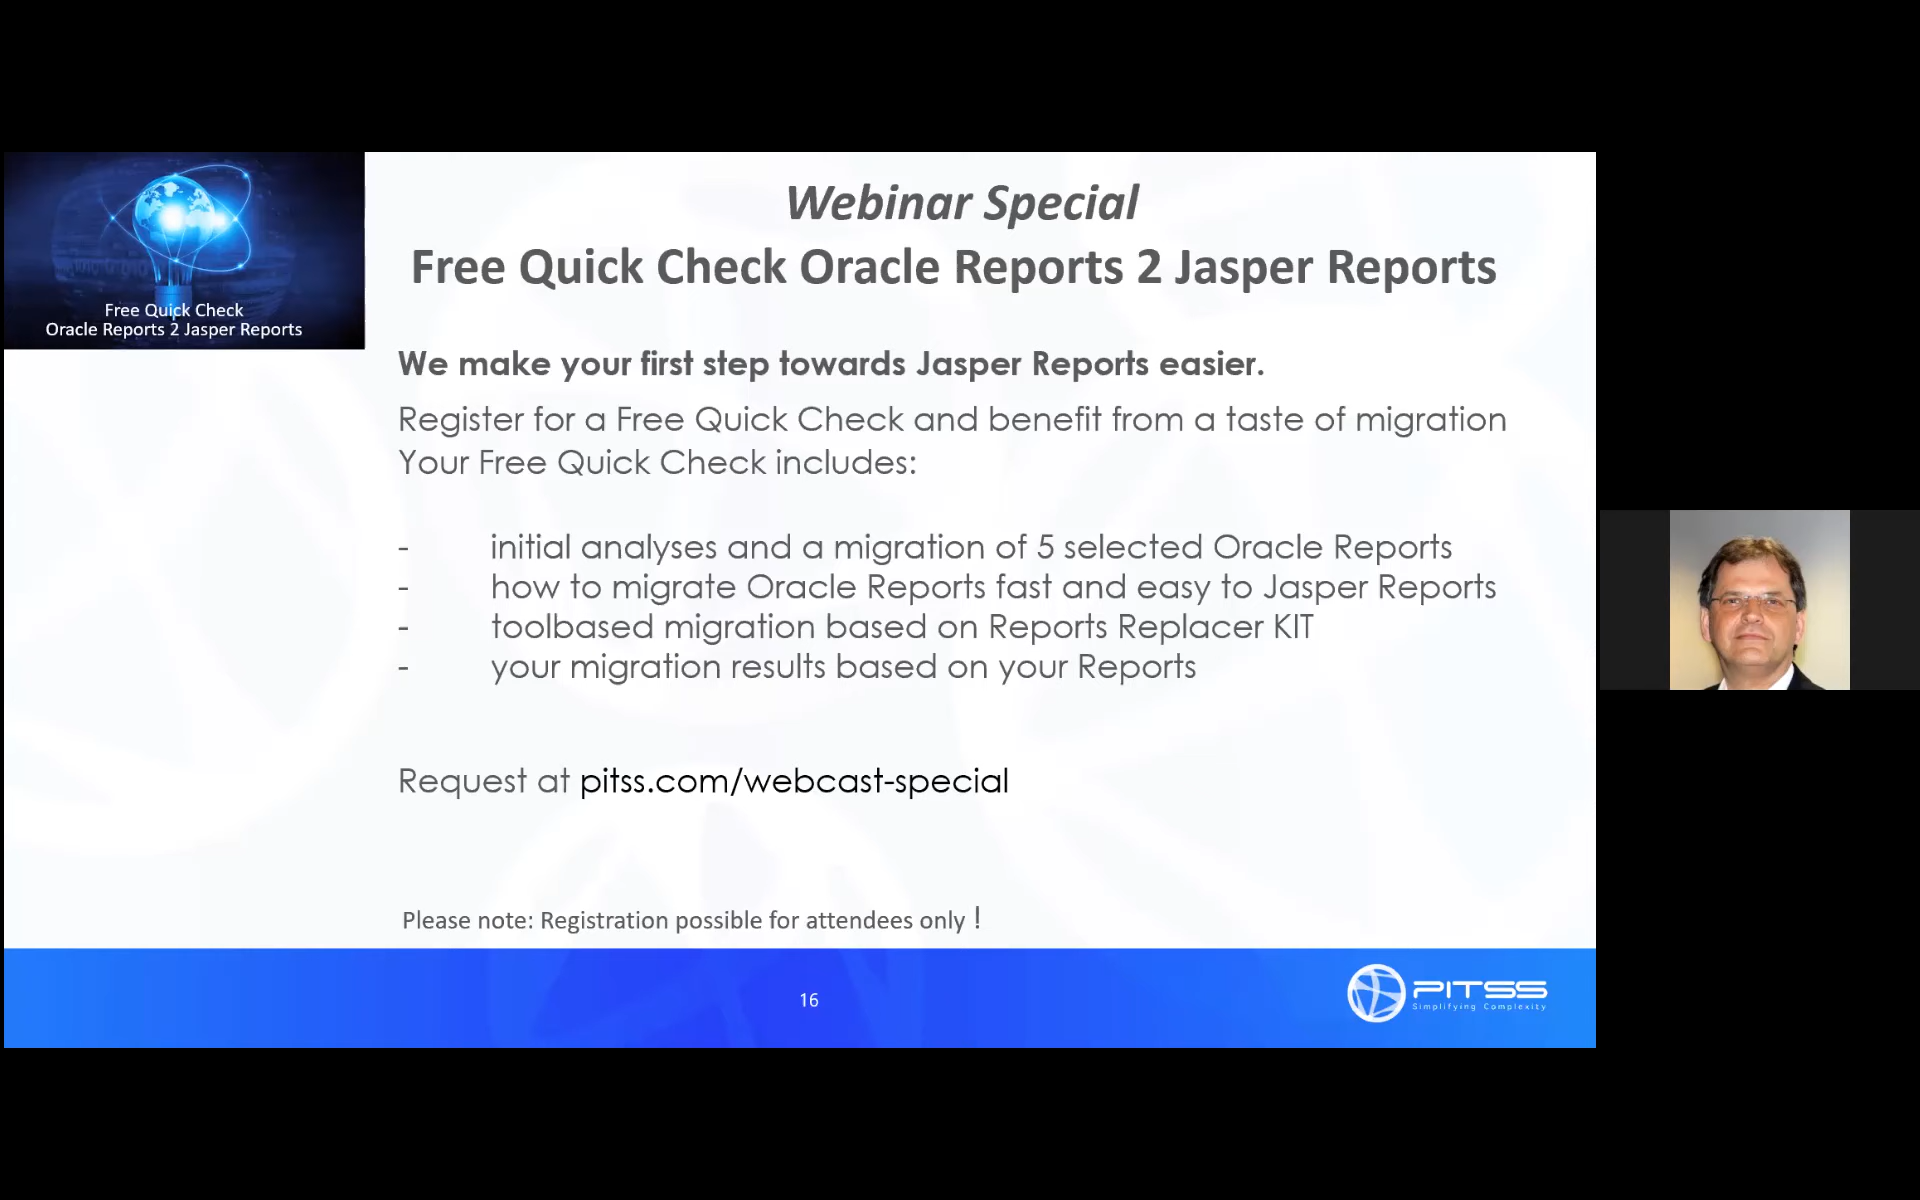 Free Quick Check
Oracle Reports 2 Jasper Reports
Webinar Special
Free Quick Check Oracle Reports 2 Jasper Reports
We make your first step towards Jasper Reports easier.
Register for a Free Quick Check and benefit from a taste of migration
Your Free Quick Check includes:
- initial analyses and a migration of 5 selected Oracle Reports
- how to migrate Oracle Reports fast and easy to Jasper Reports
- toolbased migration based on Reports Replacer KIT
- your migration results based on your Reports
Request at pitss.com/webcast-special
Please note: Registration possible for attendees only !
16
PITSS
Simplifying Complexity